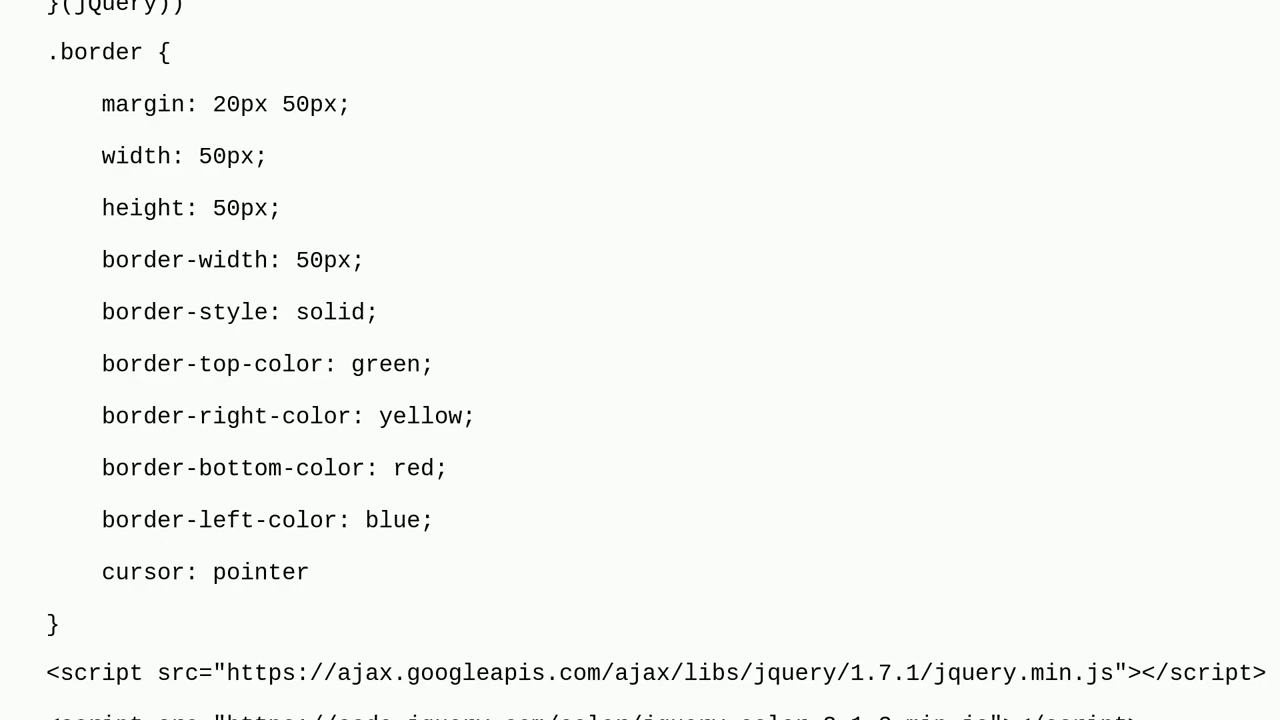 }(jQuery))
.border {
    margin: 20px 50px;
    width: 50px;
    height: 50px;
    border-width: 50px;
    border-style: solid;
    border-top-color: green;
    border-right-color: yellow;
    border-bottom-color: red;
    border-left-color: blue;
    cursor: pointer
}
<script src="https://ajax.googleapis.com/ajax/libs/jquery/1.7.1/jquery.min.js"></script>